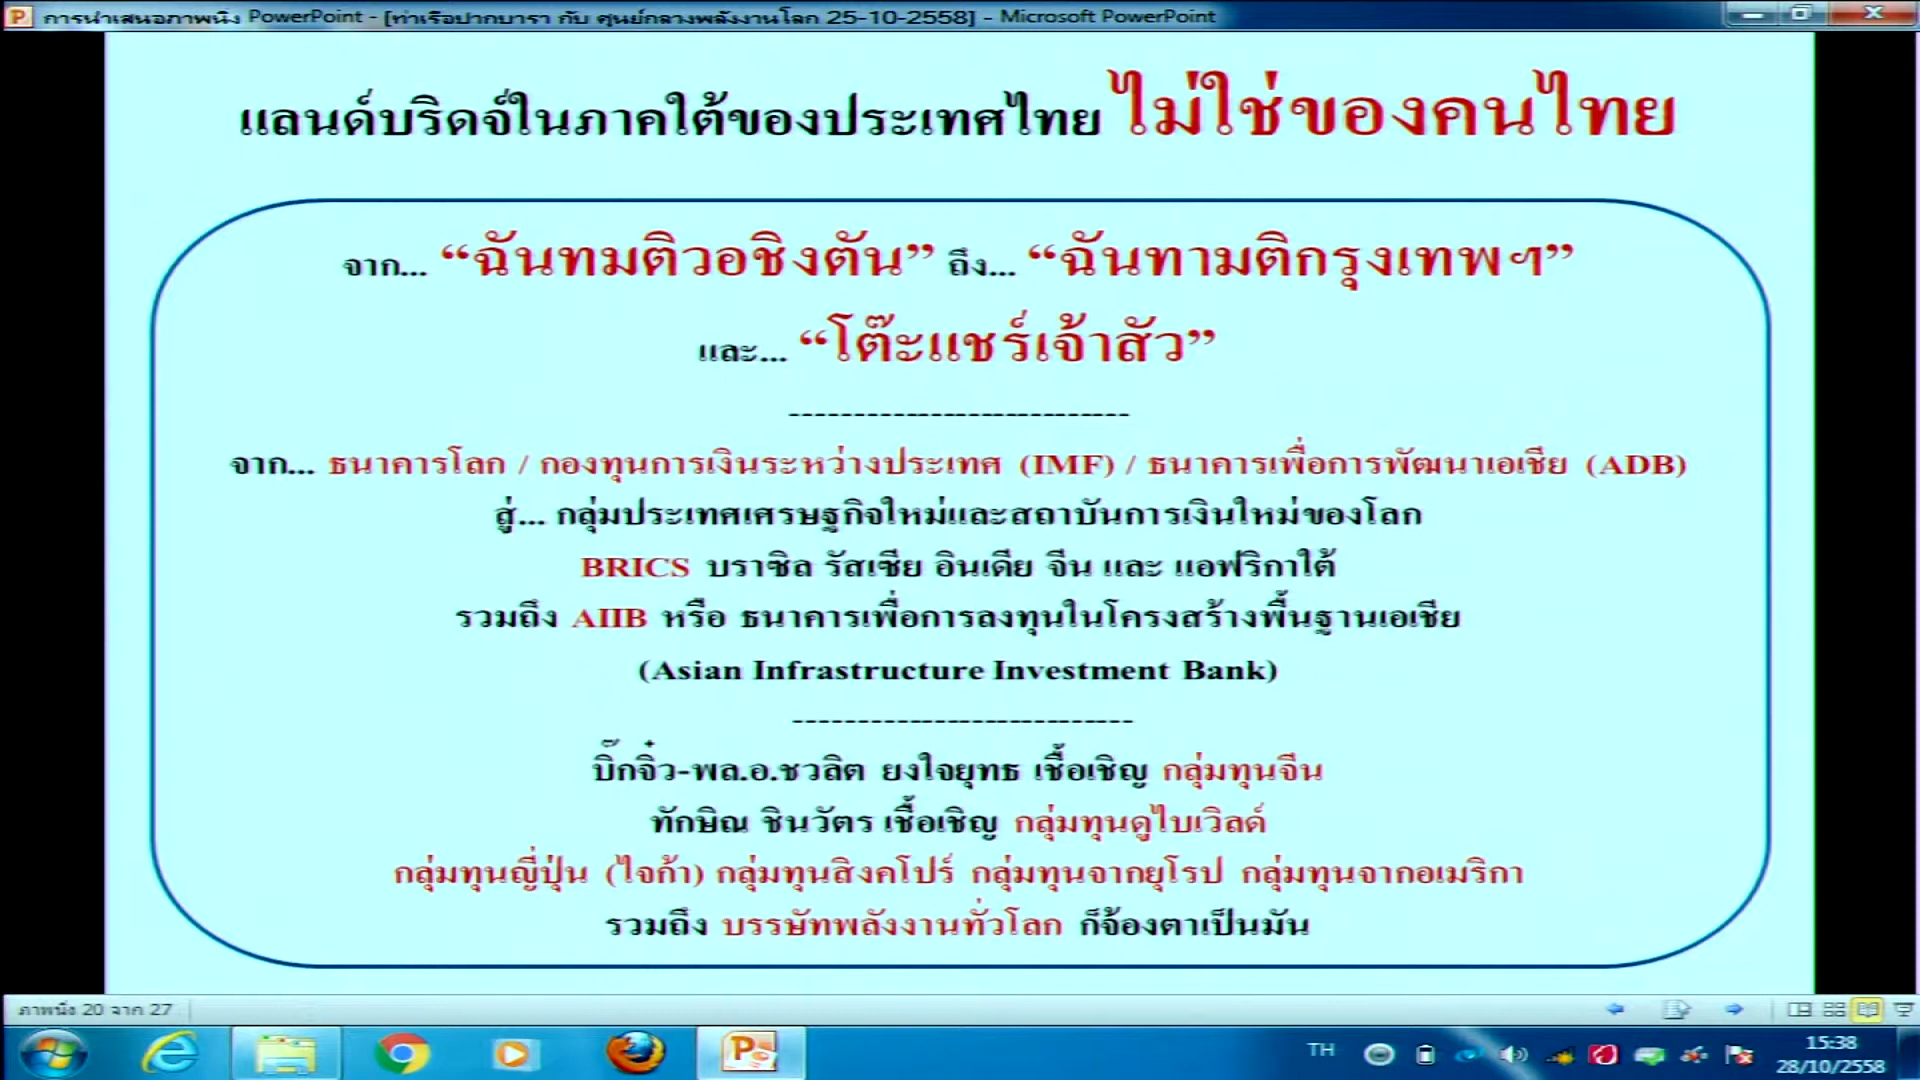 การนำเสนอภาพนิ่ง PowerPoint - [ท่าเรือปากบารา กับ ศูนย์กลางพลังงานโลก 25-10-2558] - Microsoft PowerPoint
แลนด์บริดจ์ในภาคใต้ของประเทศไทย ไม่ใช่ของคนไทย
จาก... “ฉันทมติวอชิงตัน” ถึง... “ฉันทามติกรุงเทพฯ”
และ... “โต๊ะแชร์เจ้าสัว”
---------------------------
จาก... ธนาคารโลก / กองทุนการเงินระหว่างประเทศ (IMF) / ธนาคารเพื่อการพัฒนาเอเชีย (ADB)
สู่... กลุ่มประเทศเศรษฐกิจใหม่และสถาบันการเงินใหม่ของโลก
BRICS บราซิล รัสเซีย อินเดีย จีน และ แอฟริกาใต้
รวมถึง AIIB หรือ ธนาคารเพื่อการลงทุนในโครงสร้างพื้นฐานเอเชีย
(Asian Infrastructure Investment Bank)
---------------------------
บิ๊กจิ๋ว-พล.อ.ชวลิต ยงใจยุทธ เชื้อเชิญ กลุ่มทุนจีน
ทักษิณ ชินวัตร เชื้อเชิญ กลุ่มทุนดูไบเวิลด์
กลุ่มทุนญี่ปุ่น (ไจก้า) กลุ่มทุนสิงคโปร์ กลุ่มทุนจากยุโรป กลุ่มทุนจากอเมริกา
รวมถึง บรรษัทพลังงานทั่วโลก ก็จ้องตาเป็นมัน
ภาพนิ่ง 20 จาก 27
TH
15:38
28/10/2558